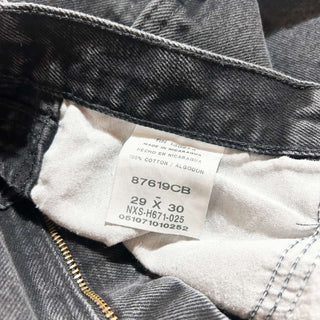 MADE IN NICARAGUA
HECHO EN NICARAGUA
100% COTTON / ALGODON
87619CB
29 X 30
NXS-H671-025
051071010252